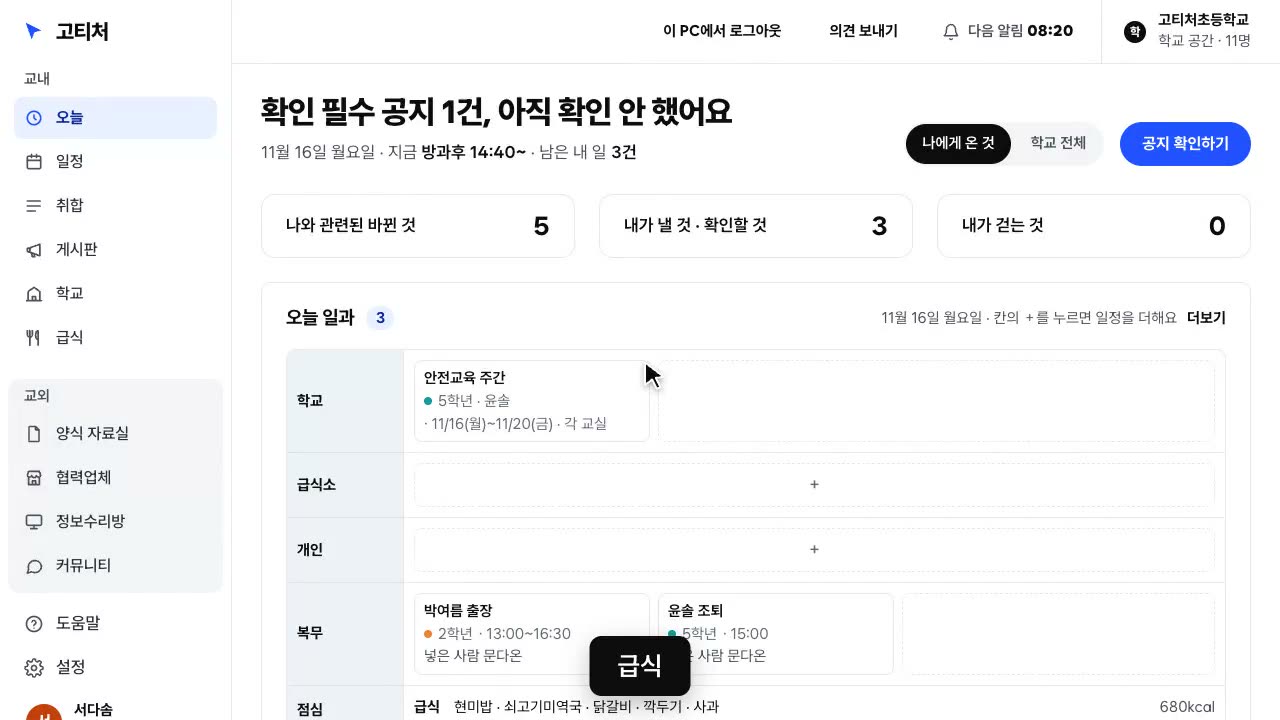 고티처
이 PC에서 로그아웃
의견 보내기
다음 알림 08:20
학
고티처초등학교
학교 공간 · 11명
교내
오늘
일정
취합
게시판
학교
급식
교외
양식 자료실
협력업체
정보수리방
커뮤니티
도움말
설정
서다솜
확인 필수 공지 1건, 아직 확인 안 했어요
11월 16일 월요일 · 지금 방과후 14:40~ · 남은 내 일 3건
나에게 온 것
학교 전체
공지 확인하기
나와 관련된 바뀐 것 5
내가 낼 것 · 확인할 것 3
내가 걷는 것 0
오늘 일과 3
11월 16일 월요일 · 칸의 +를 누르면 일정을 더해요 더보기
학교
안전교육 주간
5학년 · 윤솔
· 11/16(월)~11/20(금) · 각 교실
급식소
+
개인
+
복무
박여름 출장
2학년 · 13:00~16:30
넣은 사람 문다온
윤솔 조퇴
5학년 · 15:00
사람 문다온
급식
점심
급식 현미밥 · 쇠고기미역국 · 닭갈비 · 깍두기 · 사과
680kcal